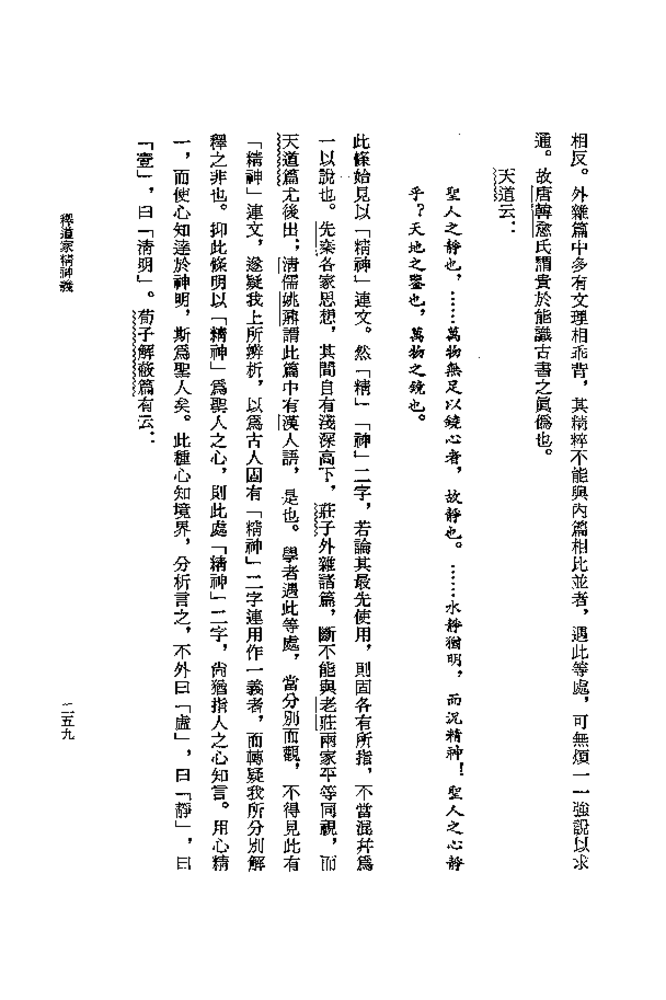 相反。外雜篇中多有文理相乖背，其精粹不能與內篇相比並者，遇此等處，可無煩一一強說以求
通。故唐韓愈氏謂貴於能識古書之眞僞也。
天道云：
聖人之靜也，……萬物無足以鐃心者，故靜也。……水靜猶明，而況精神！聖人之心靜
乎？天地之鑒也，萬物之鏡也。
此條始見以「精神」連文。然「精」「神」二字，若論其最先使用，則固各有所指，不當混幷爲
一以說也。先秦各家思想，其間自有淺深高下，莊子外雜諸篇，斷不能與老莊兩家平等同視，而
天道篇尤後出；清儒姚鼐謂此篇中有漢人語，是也。學者遇此等處，當分別而觀，不得見此有
「精神」連文，遂疑我上所辨析，以爲古人固有「精神」二字連用作一義者，而轉疑我所分別解
釋之非也。抑此條明以「精神」爲聖人之心，則此處「精神」二字，尚猶指人之心知言。用心精
一，而使心知達於神明，斯爲聖人矣。此種心知境界，分析言之，不外曰「虛」，曰「靜」，曰
「壹」，曰「清明」。荀子解蔽篇有云：
釋道家精神義
二五九